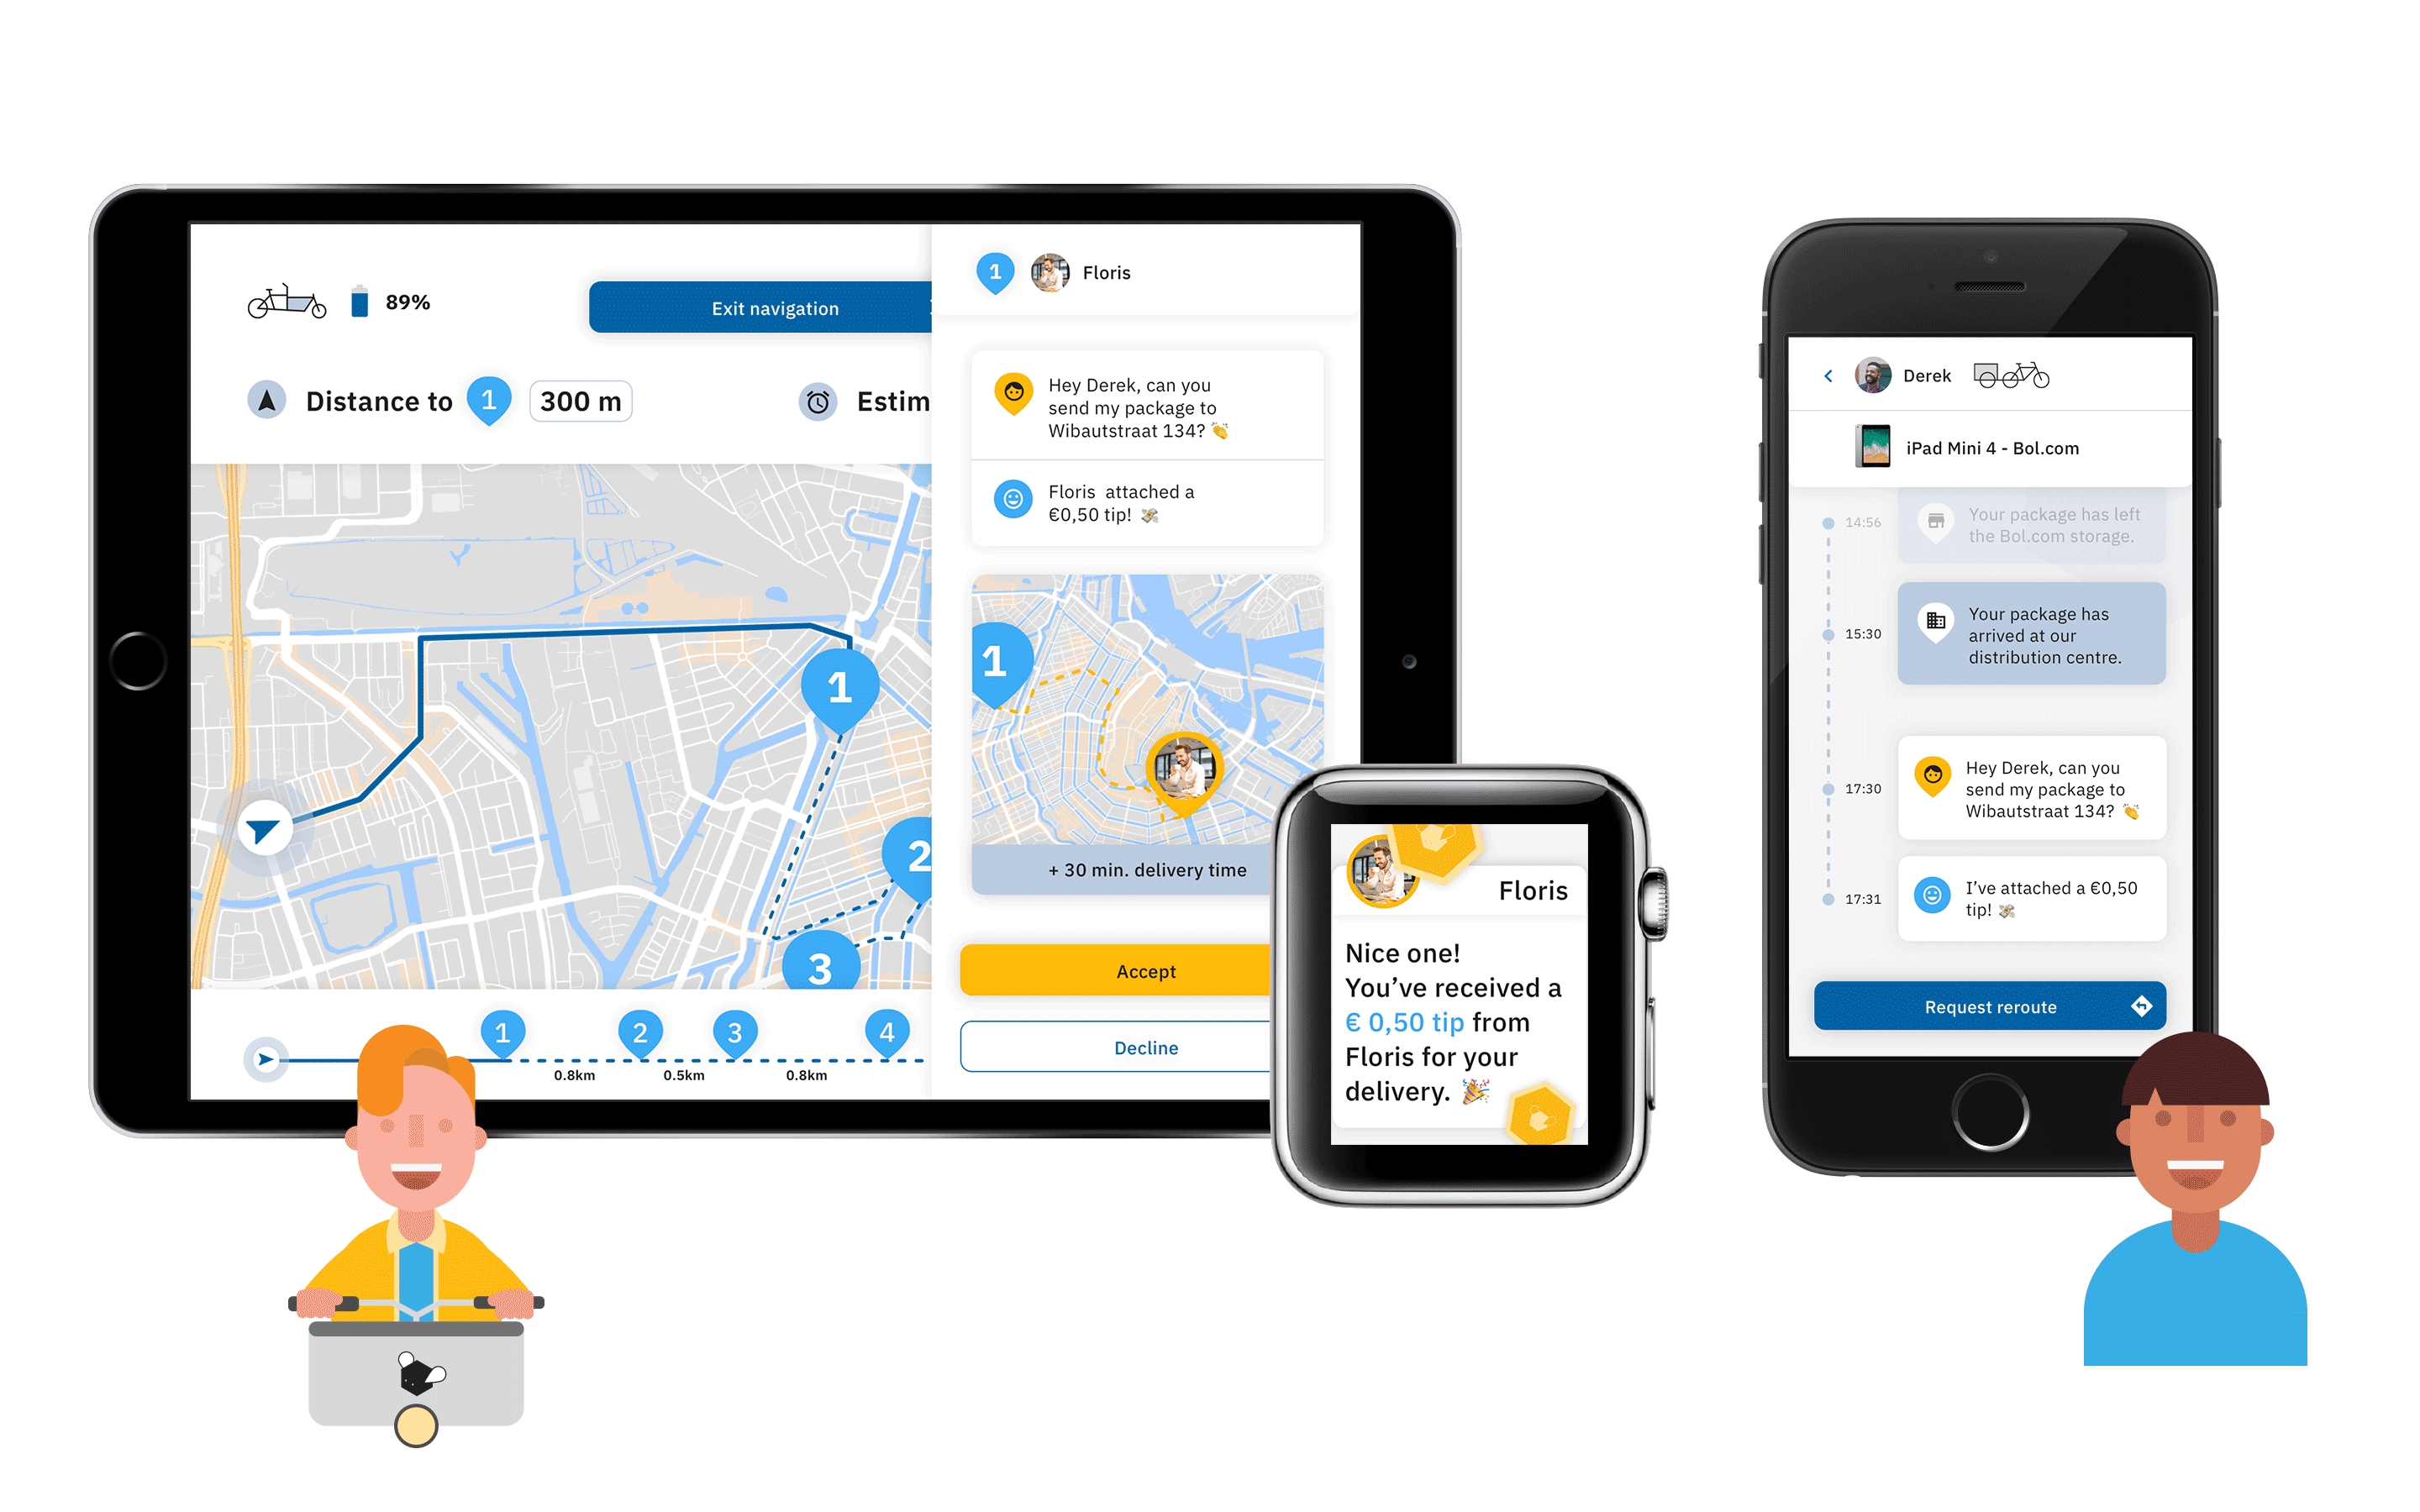 89%
Exit navigation
Distance to 1 300 m
Estim
1
2
3
1
2
3
4
0.8km
0.5km
0.8km
1 Floris
Hey Derek, can you
send my package to
Wibautstraat 134? 👏
Floris attached a
€0,50 tip! 💸
1
+ 30 min. delivery time
Accept
Decline
Floris
Nice one!
You’ve received a
€ 0,50 tip from
Floris for your
delivery. 🎉
Derek
iPad Mini 4 - Bol.com
14:56
Your package has left
the Bol.com storage.
15:30
Your package has
arrived at our
distribution centre.
17:30
Hey Derek, can you
send my package to
Wibautstraat 134? 👏
17:31
I’ve attached a €0,50
tip! 💸
Request reroute